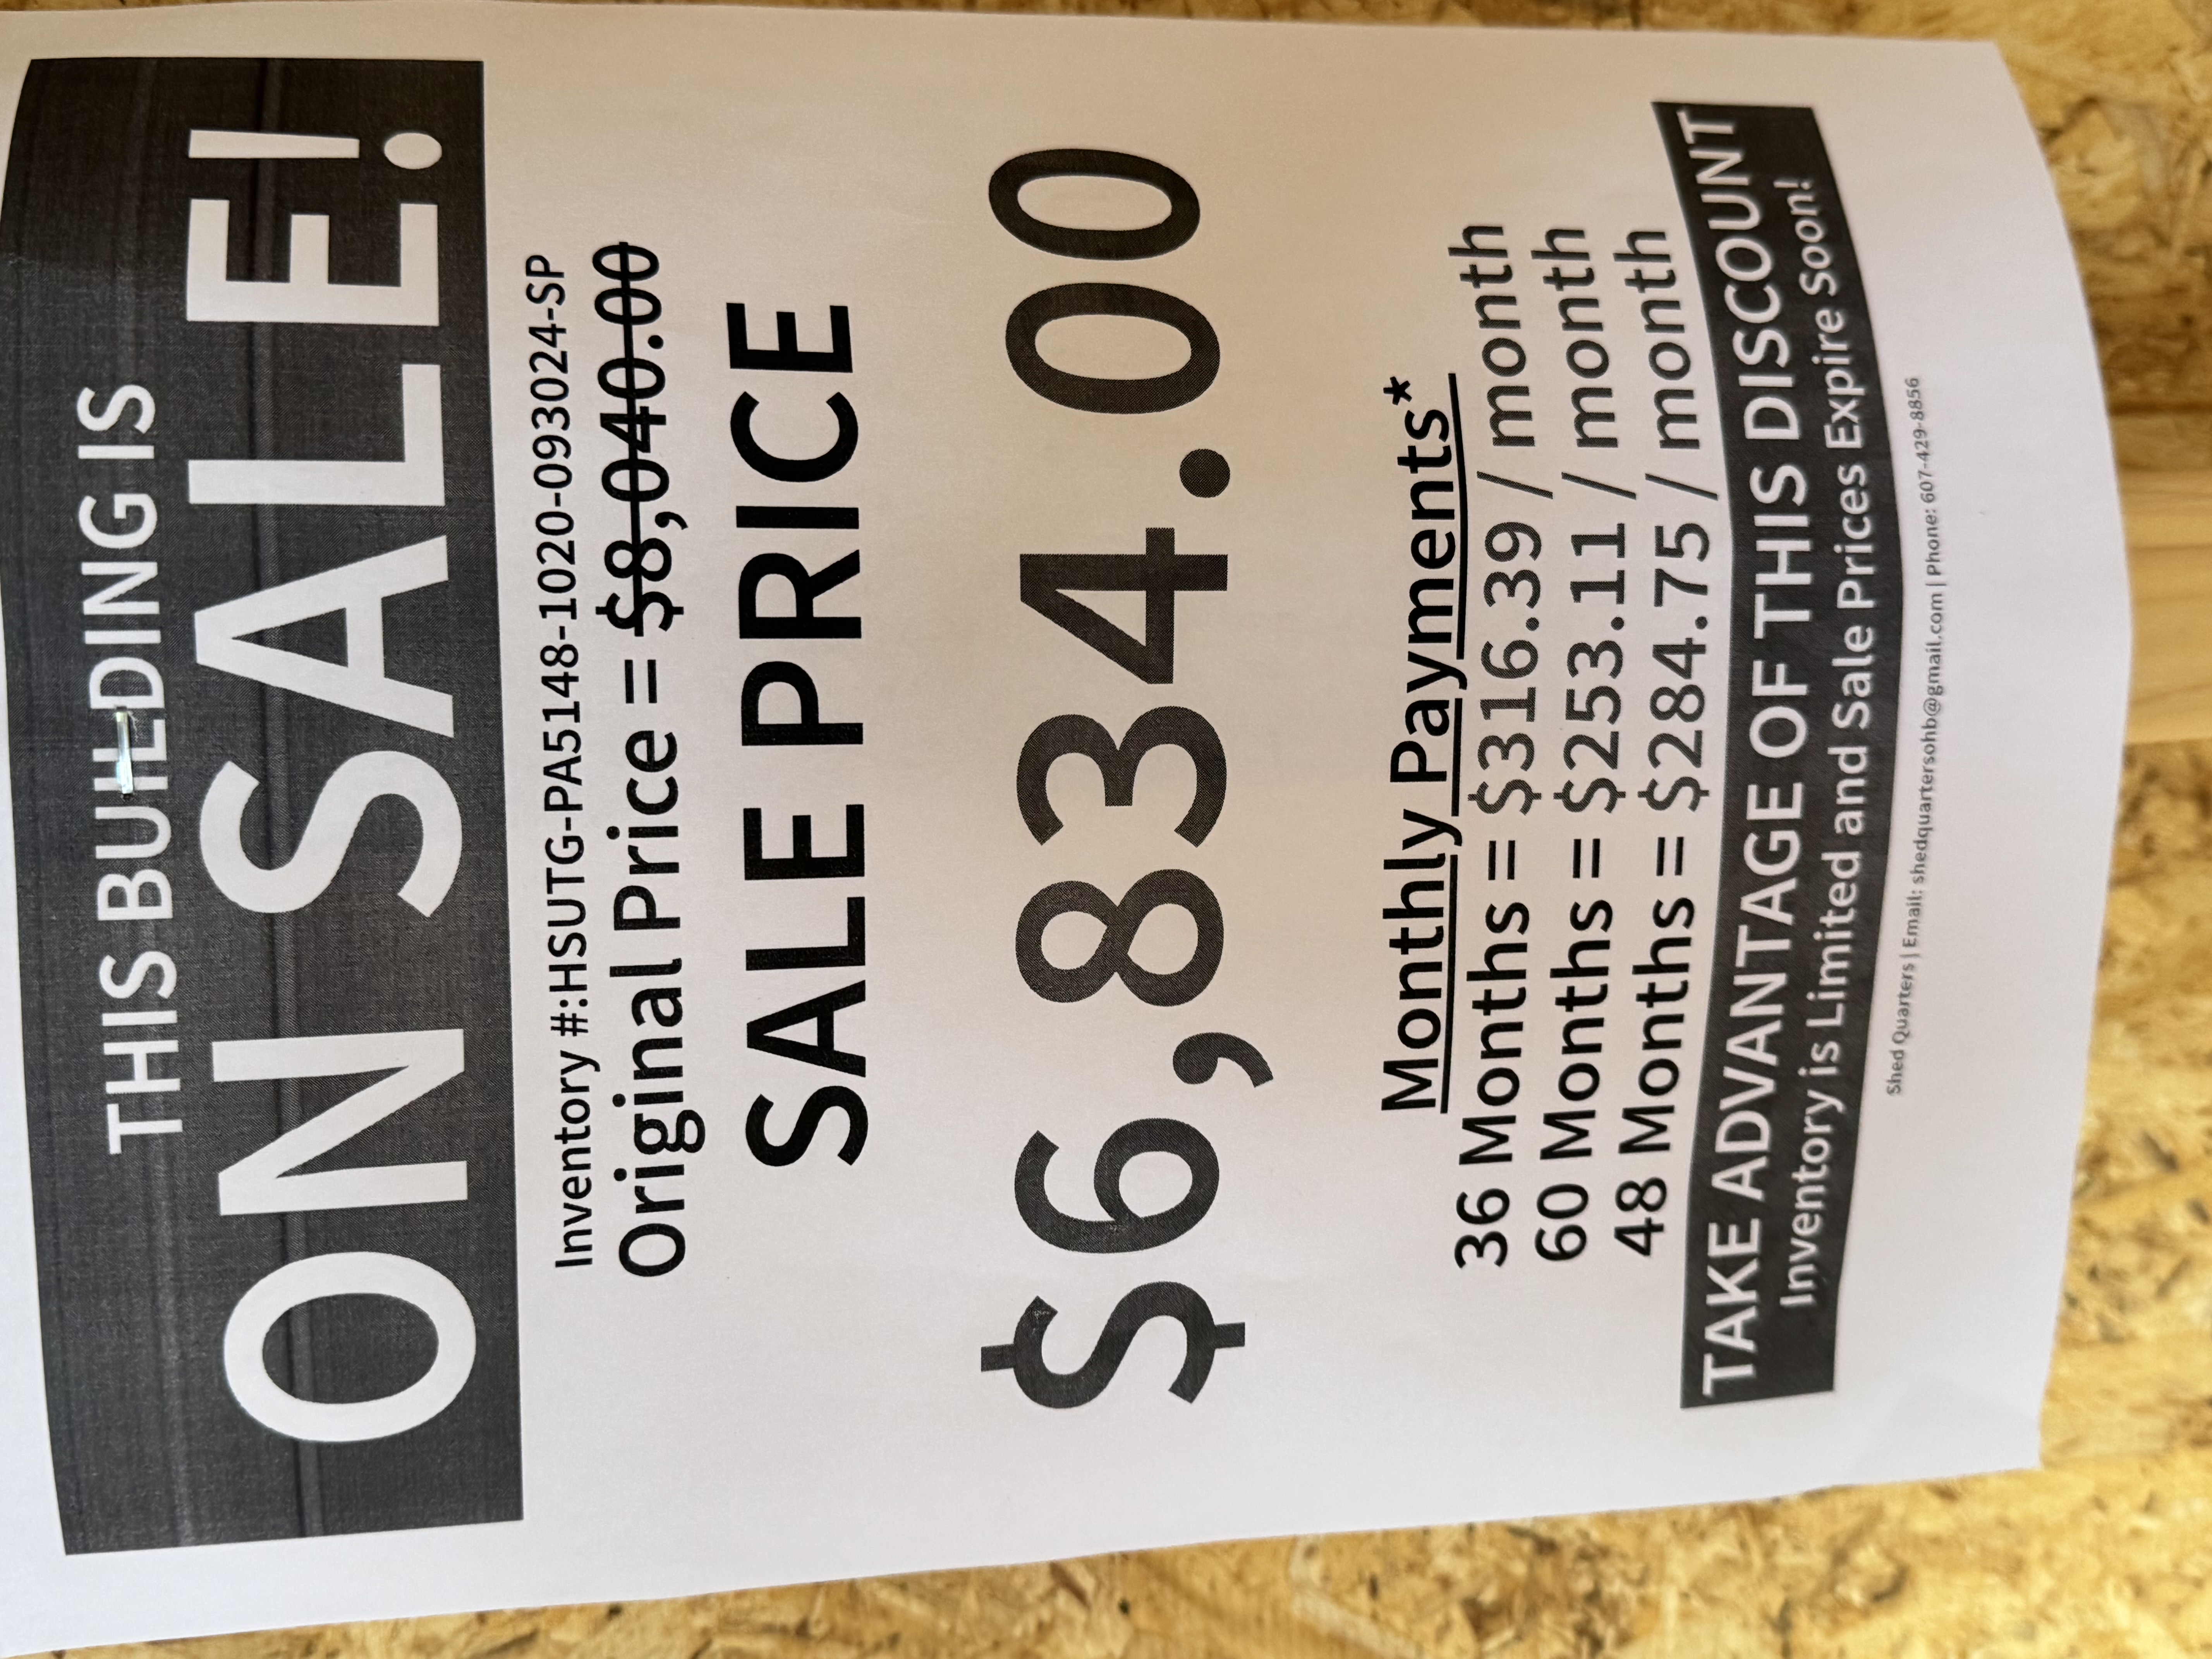 THIS BUILDING IS
ON SALE!
Inventory #:HSUTG-PA5148-1020-093024-SP
Original Price = $8,040.00
SALE PRICE
$6,834.00
Monthly Payments*
36 Months = $316.39 / month
60 Months = $253.11 / month
48 Months = $284.75 / month
TAKE ADVANTAGE OF THIS DISCOUNT
Inventory is Limited and Sale Prices Expire Soon!
Shed Quarters | Email: shedquartersohb@gmail.com | Phone: 607-429-8856